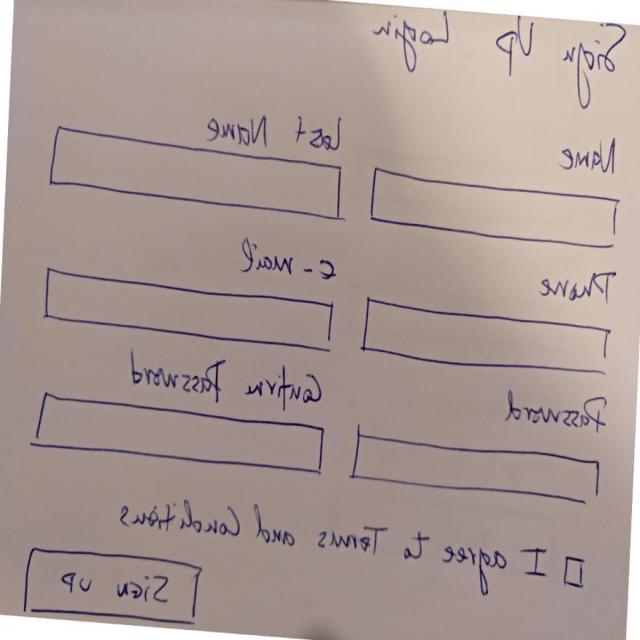 Sign Up Login
Name Last Name
Phone e-mail
Password Confirm Password
I agree to Terms and Conditions
SIGN UP